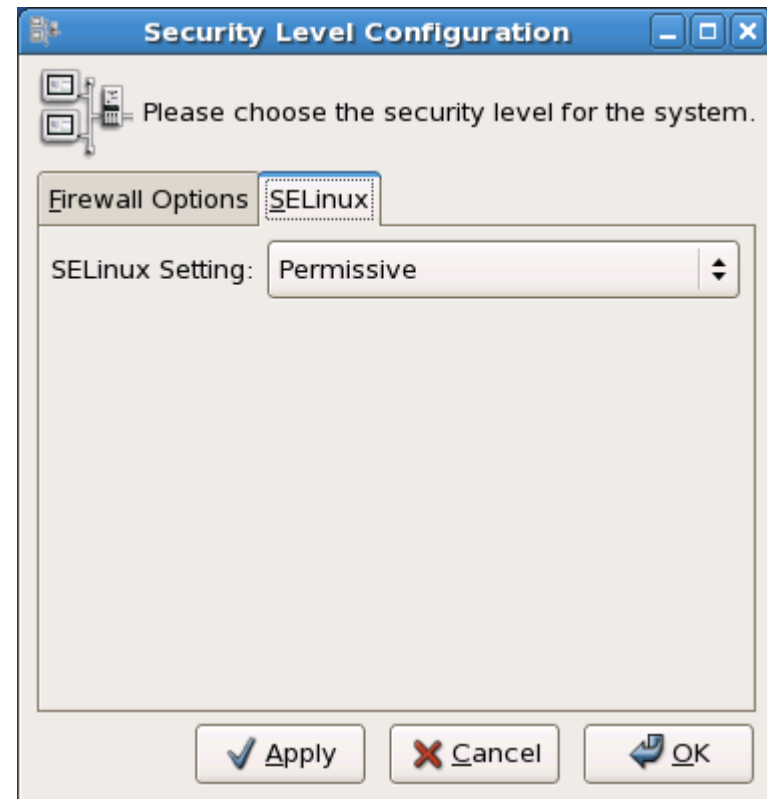 Security Level Configuration
Please choose the security level for the system.
Firewall Options
SELinux
SELinux Setting: Permissive
Apply
Cancel
OK